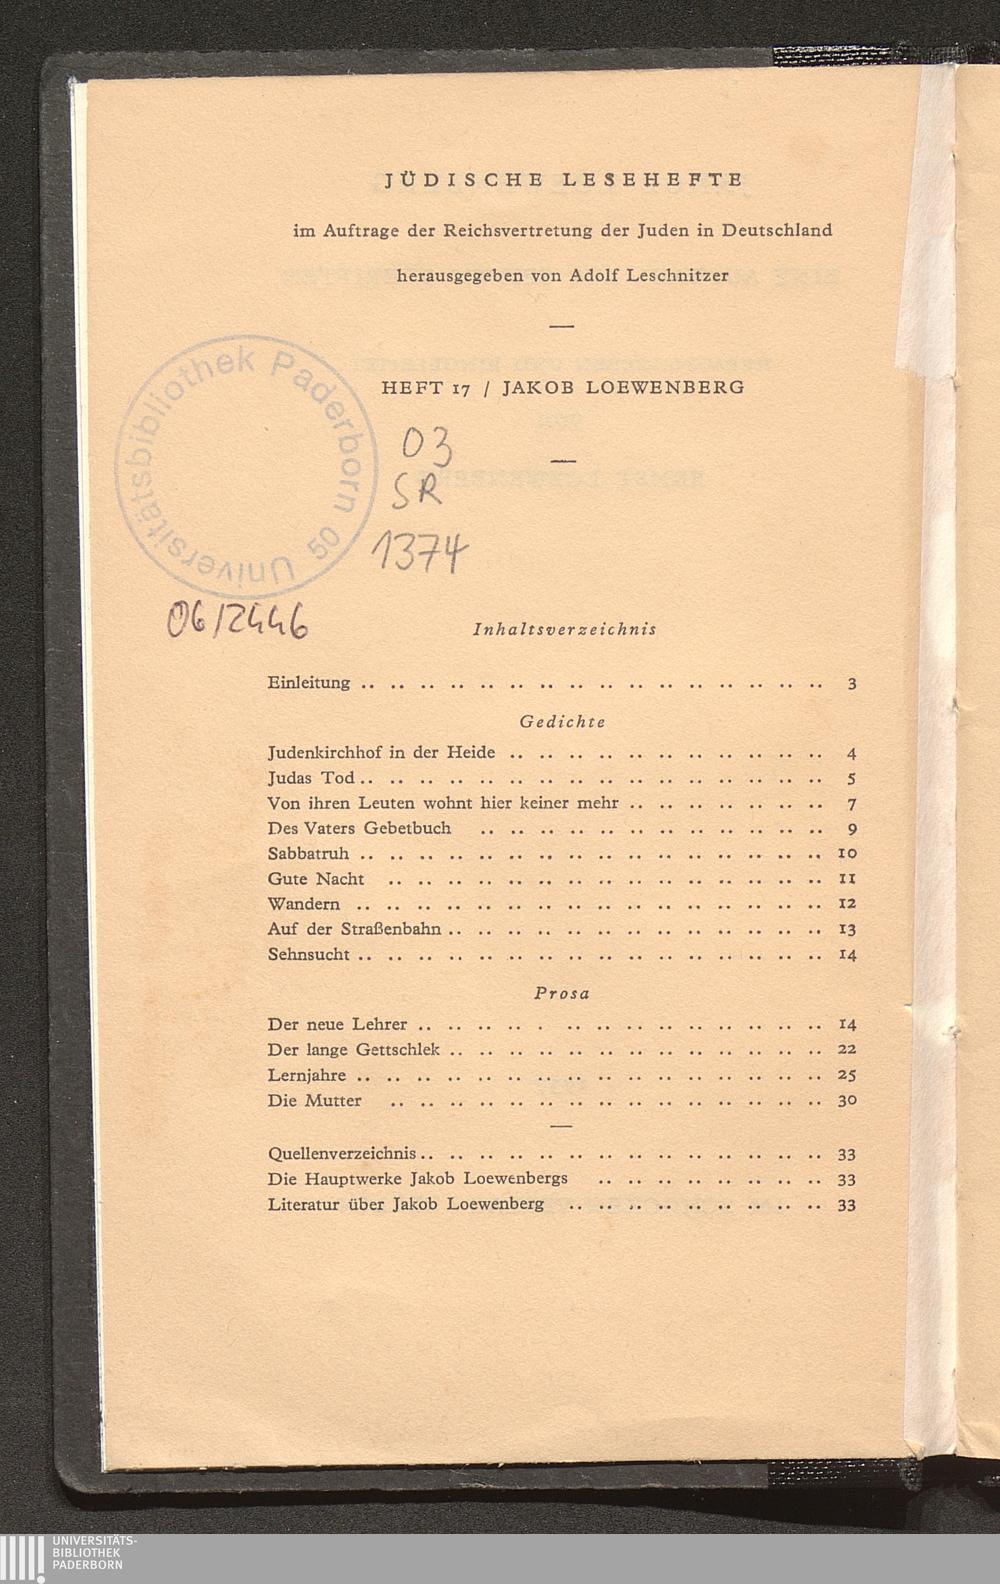 JÜDISCHE LESEHEFTE
im Auftrage der Reichsvertretung der Juden in Deutschland
herausgegeben von Adolf Leschnitzer
HEFT 17 / JAKOB LOEWENBERG
Universitätsbibliothek Paderborn 50
03
SR
1374
06/2446
Inhaltsverzeichnis
Einleitung .. .. .. .. .. .. .. .. .. .. .. .. .. .. .. .. 3
Gedichte
Judenkirchhof in der Heide .. .. .. .. .. .. .. .. .. .. .. 4
Judas Tod .. .. .. .. .. .. .. .. .. .. .. .. .. .. .. .. 5
Von ihren Leuten wohnt hier keiner mehr .. .. .. .. .. .. .. 7
Des Vaters Gebetbuch .. .. .. .. .. .. .. .. .. .. .. .. 9
Sabbatruh .. .. .. .. .. .. .. .. .. .. .. .. .. .. .. .. 10
Gute Nacht .. .. .. .. .. .. .. .. .. .. .. .. .. .. .. 11
Wandern .. .. .. .. .. .. .. .. .. .. .. .. .. .. .. .. 12
Auf der Straßenbahn .. .. .. .. .. .. .. .. .. .. .. .. .. 13
Sehnsucht .. .. .. .. .. .. .. .. .. .. .. .. .. .. .. .. 14
Prosa
Der neue Lehrer .. .. .. .. . .. .. .. .. .. .. .. .. .. 14
Der lange Gettschlek .. .. .. .. .. .. .. .. .. .. .. .. .. 22
Lernjahre .. .. .. .. .. .. .. .. .. .. .. .. .. .. .. .. 25
Die Mutter .. .. .. .. .. .. .. .. .. .. .. .. .. .. .. 30
Quellenverzeichnis .. .. .. .. .. .. .. .. .. .. .. .. .. .. 33
Die Hauptwerke Jakob Loewenbergs .. .. .. .. .. .. .. .. 33
Literatur über Jakob Loewenberg .. .. .. .. .. .. .. .. .. 33
UNIVERSITÄTS-
BIBLIOTHEK
PADERBORN